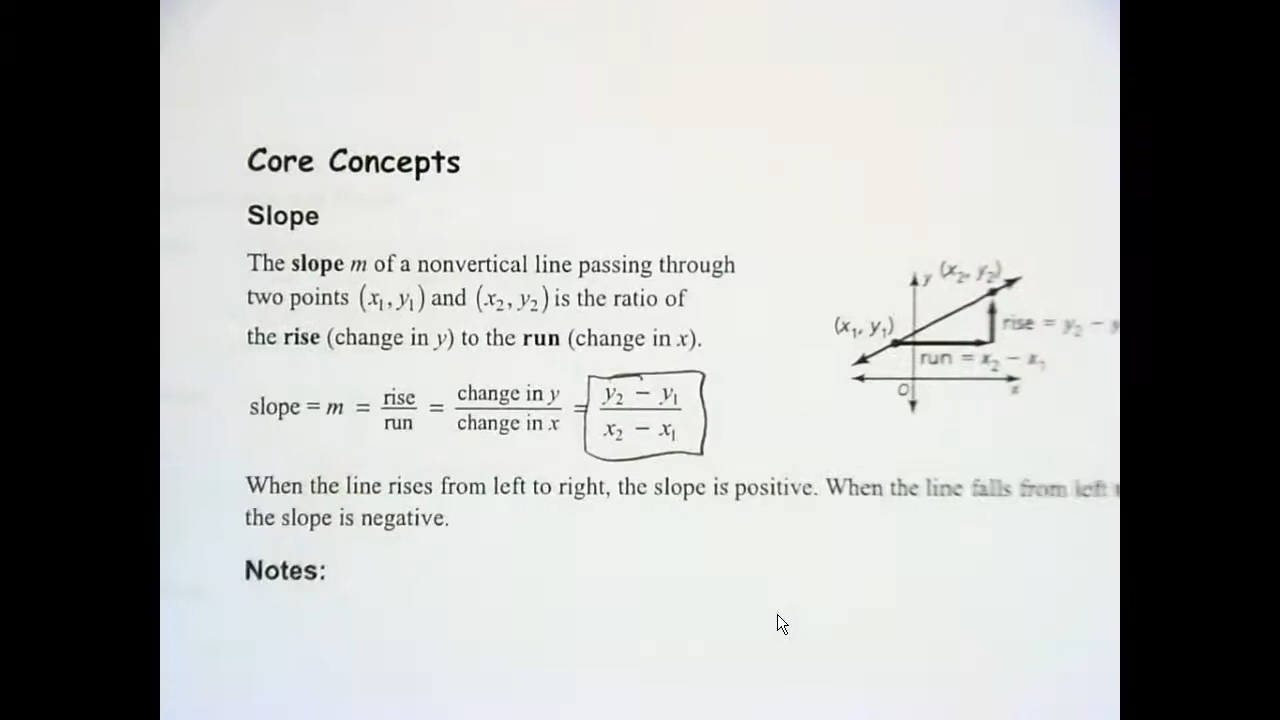 Core Concepts
Slope
The slope m of a nonvertical line passing through
two points (x₁, y₁) and (x₂, y₂) is the ratio of
the rise (change in y) to the run (change in x).
slope = m = rise/run = change in y/change in x = y₂ − y₁/x₂ − x₁
When the line rises from left to right, the slope is positive. When the line falls from left
the slope is negative.
Notes:
y
(x₂, y₂)
(x₁, y₁)
rise = y₂ −
run = x₂ − x₁
O
x